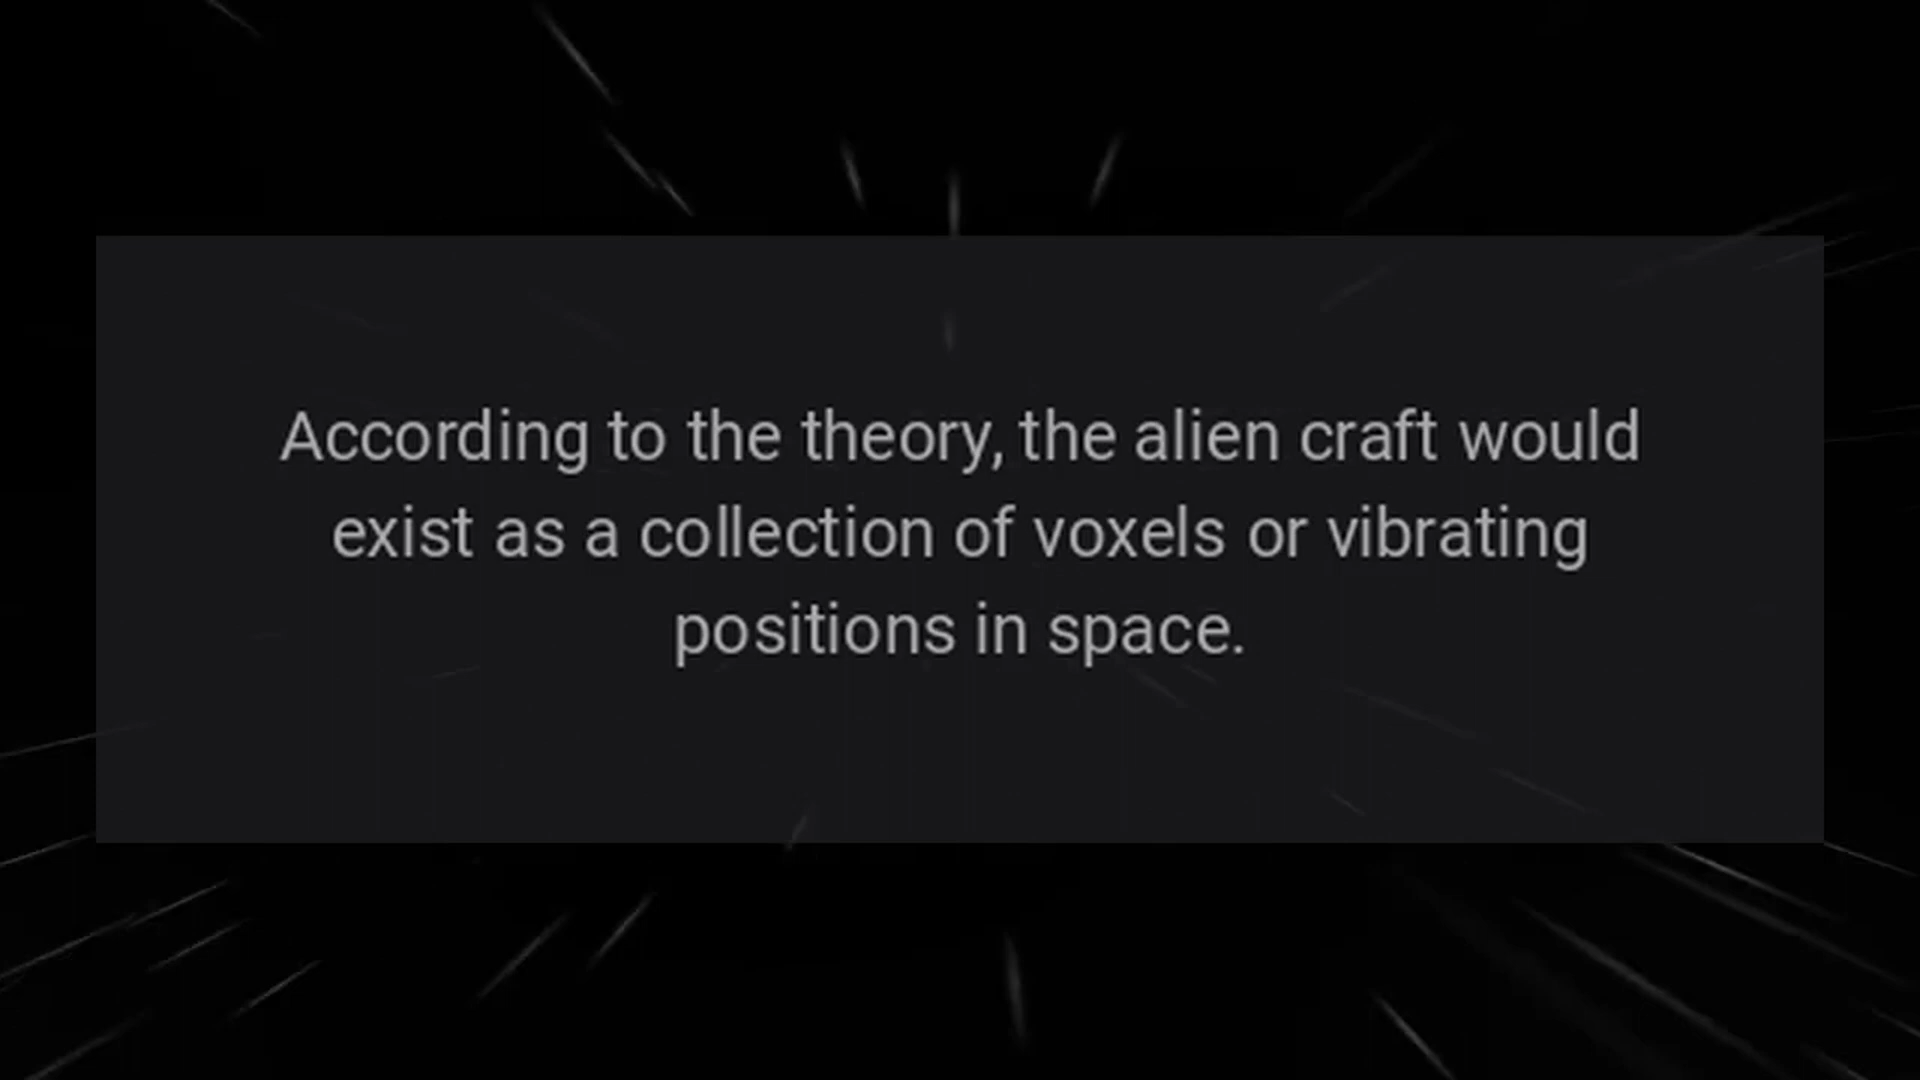 According to the theory, the alien craft would
exist as a collection of voxels or vibrating
positions in space.